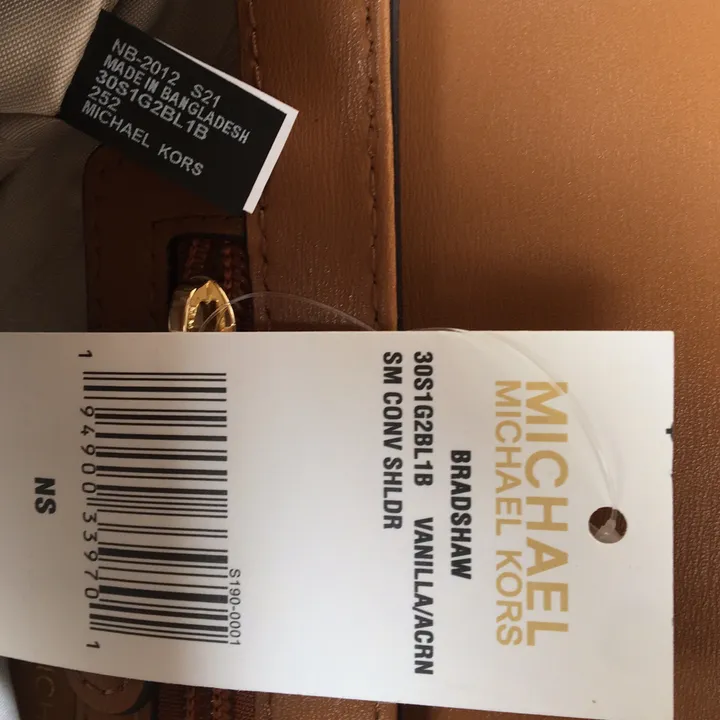 NB-2012 S21
MADE IN BANGLADESH
30S1G2BL1B
252
MICHAEL KORS
MICHAEL
MICHAEL KORS
BRADSHAW
30S1G2BL1B VANILLA/ACRN
SM CONV SHLDR
S190-0001
1 94900 33970 1
NS